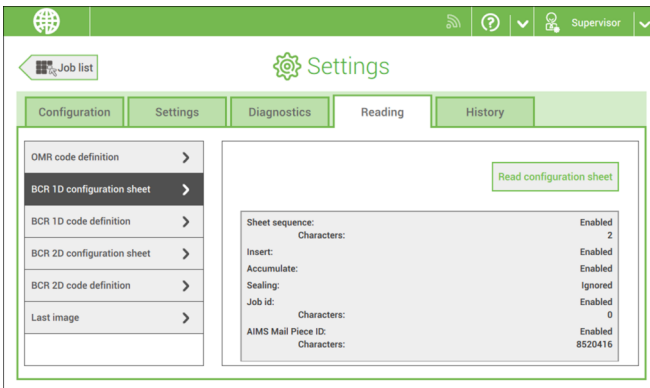 Supervisor
Job list
Settings
Configuration
Settings
Diagnostics
Reading
History
OMR code definition
BCR 1D configuration sheet
BCR 1D code definition
BCR 2D configuration sheet
BCR 2D code definition
Last image
Read configuration sheet
Sheet sequence: Enabled
Characters: 2
Insert: Enabled
Accumulate: Enabled
Sealing: Ignored
Job id: Enabled
Characters: 0
AIMS Mail Piece ID: Enabled
Characters: 8520416